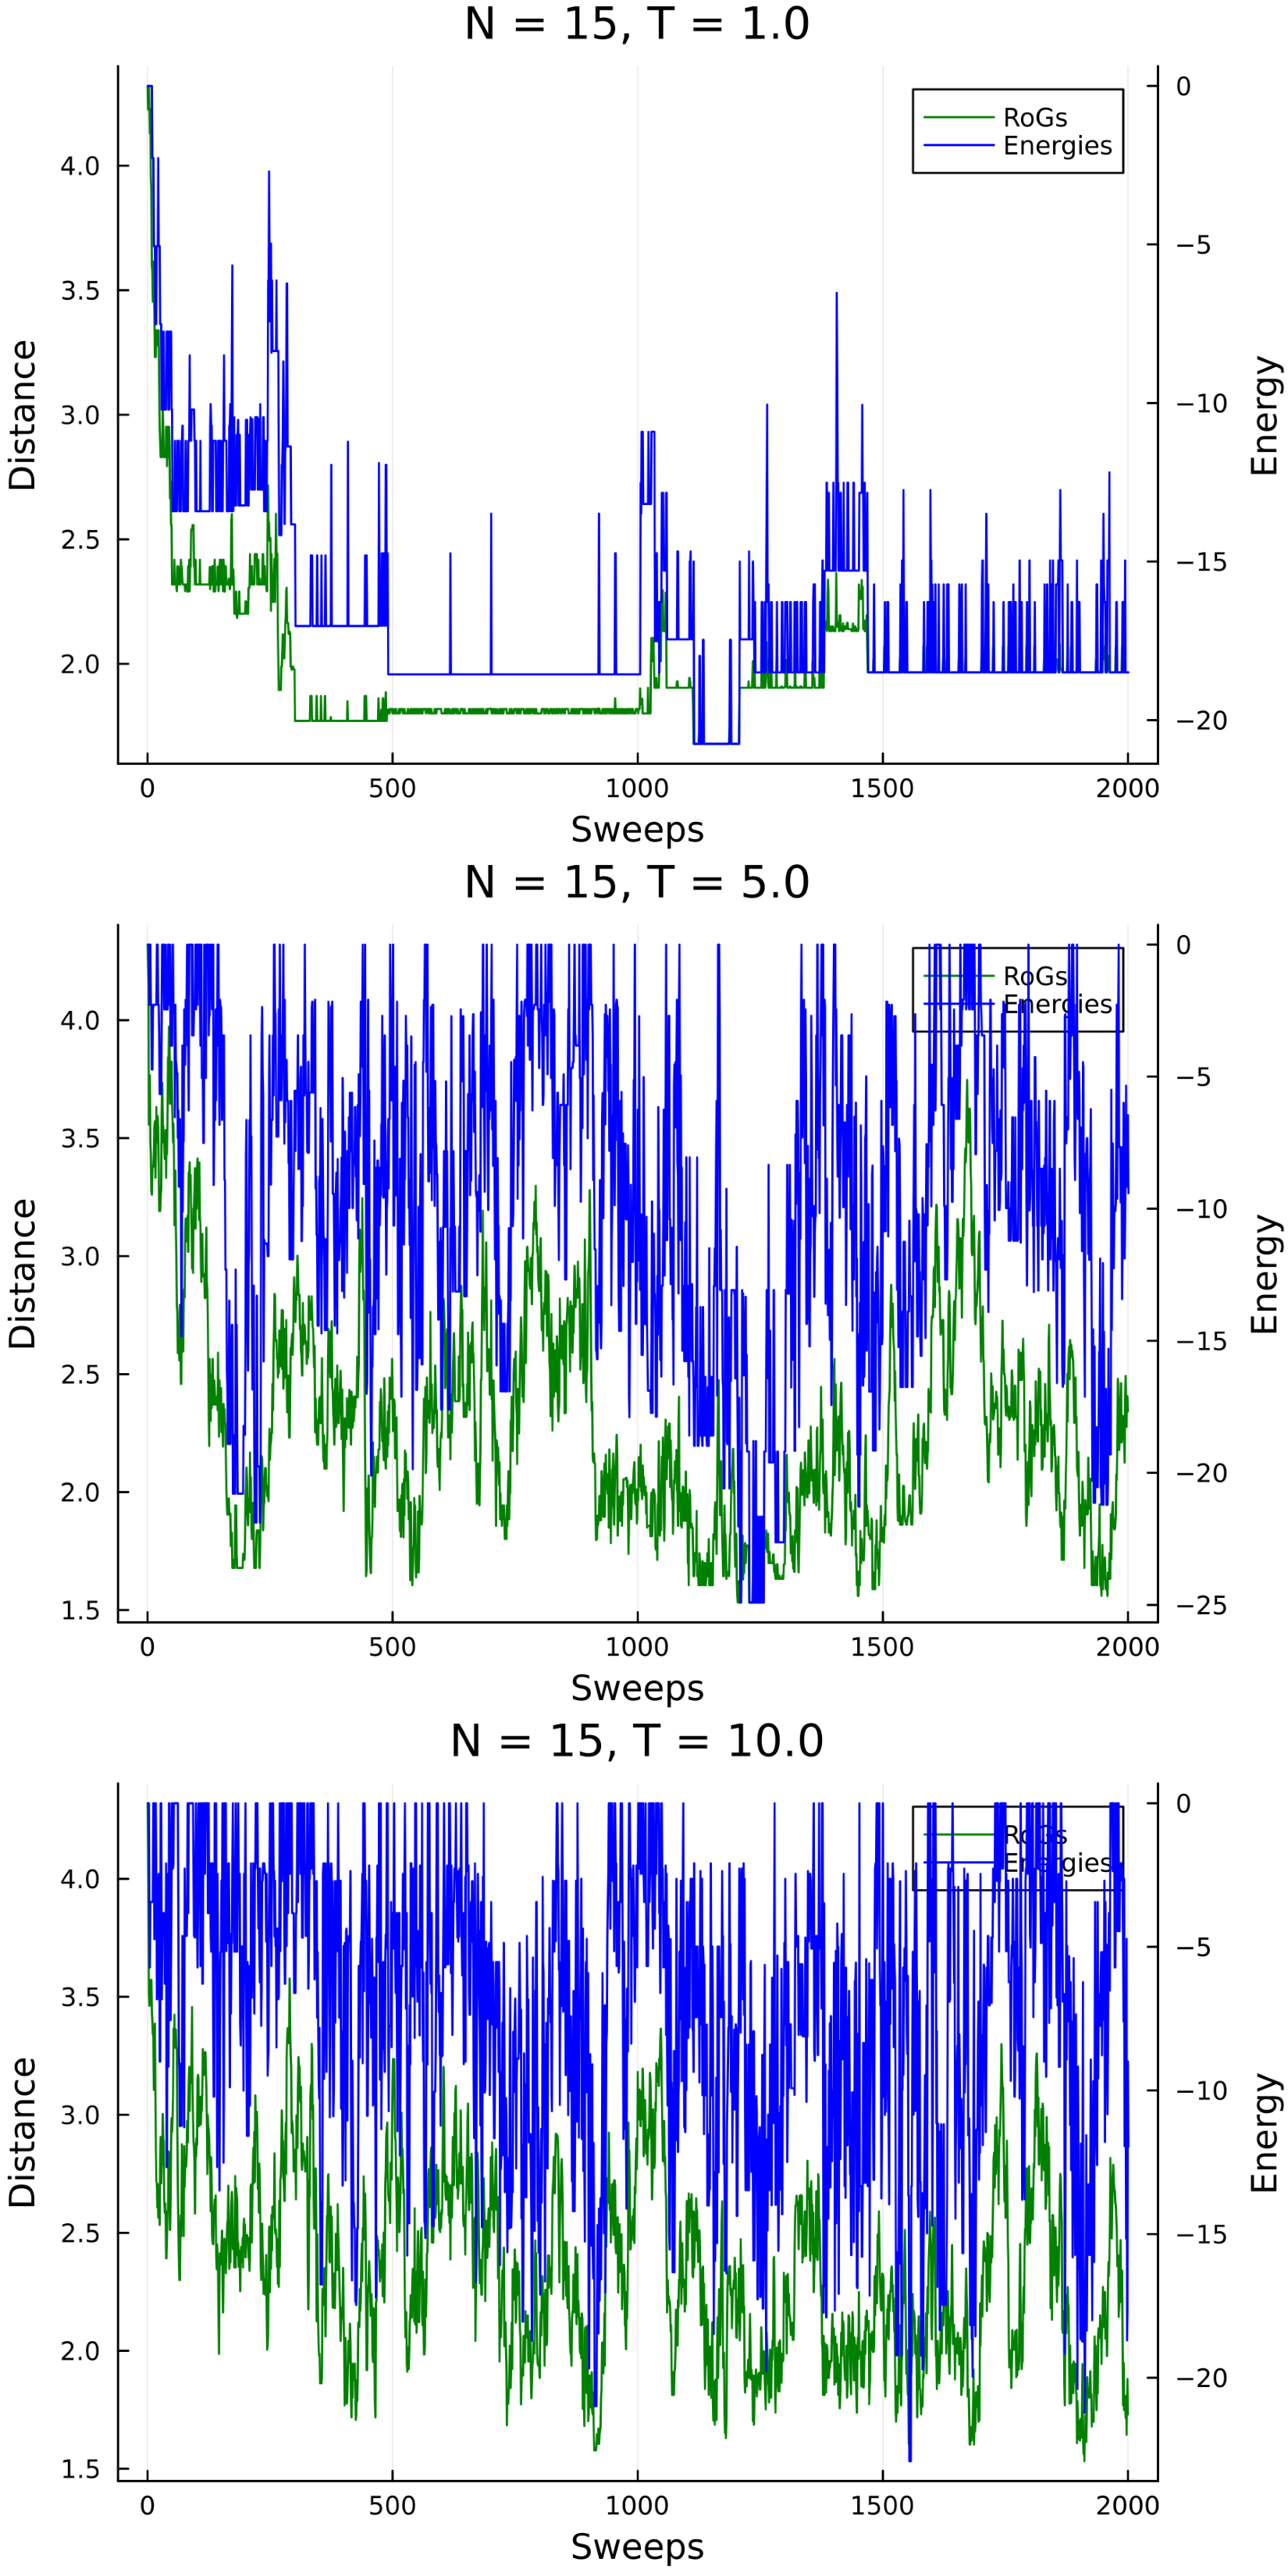 N = 15, T = 1.0
RoGs
Energies
4.0
3.5
3.0
2.5
2.0
0
−5
−10
−15
−20
Distance
Energy
0 500 1000 1500 2000
Sweeps
N = 15, T = 5.0
RoGs
Energies
4.0
3.5
3.0
2.5
2.0
1.5
0
−5
−10
−15
−20
−25
Distance
Energy
0 500 1000 1500 2000
Sweeps
N = 15, T = 10.0
RoGs
Energies
4.0
3.5
3.0
2.5
2.0
1.5
0
−5
−10
−15
−20
Distance
Energy
0 500 1000 1500 2000
Sweeps